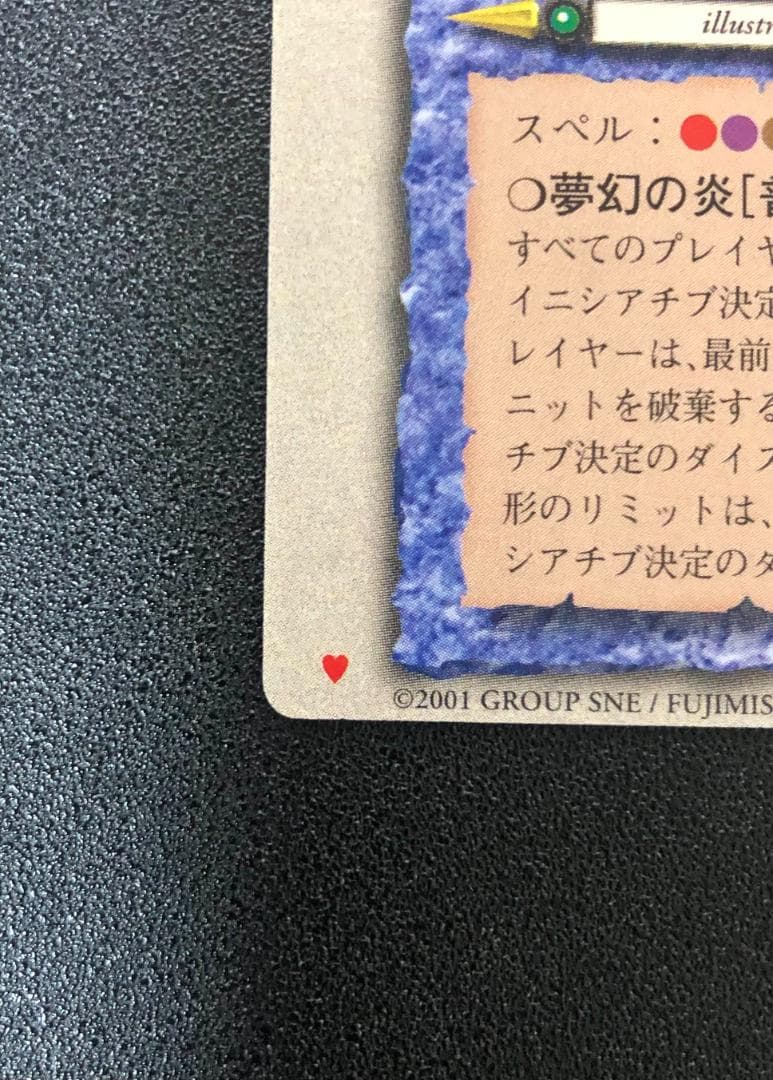 illustr
スペル：
○夢幻の炎[音
すべてのプレイヤ
イニシアチブ決定
レイヤーは、最前
ニットを破棄する
チブ決定のダイス
形のリミットは、
シアチブ決定のダ
©2001 GROUP SNE / FUJIMIS